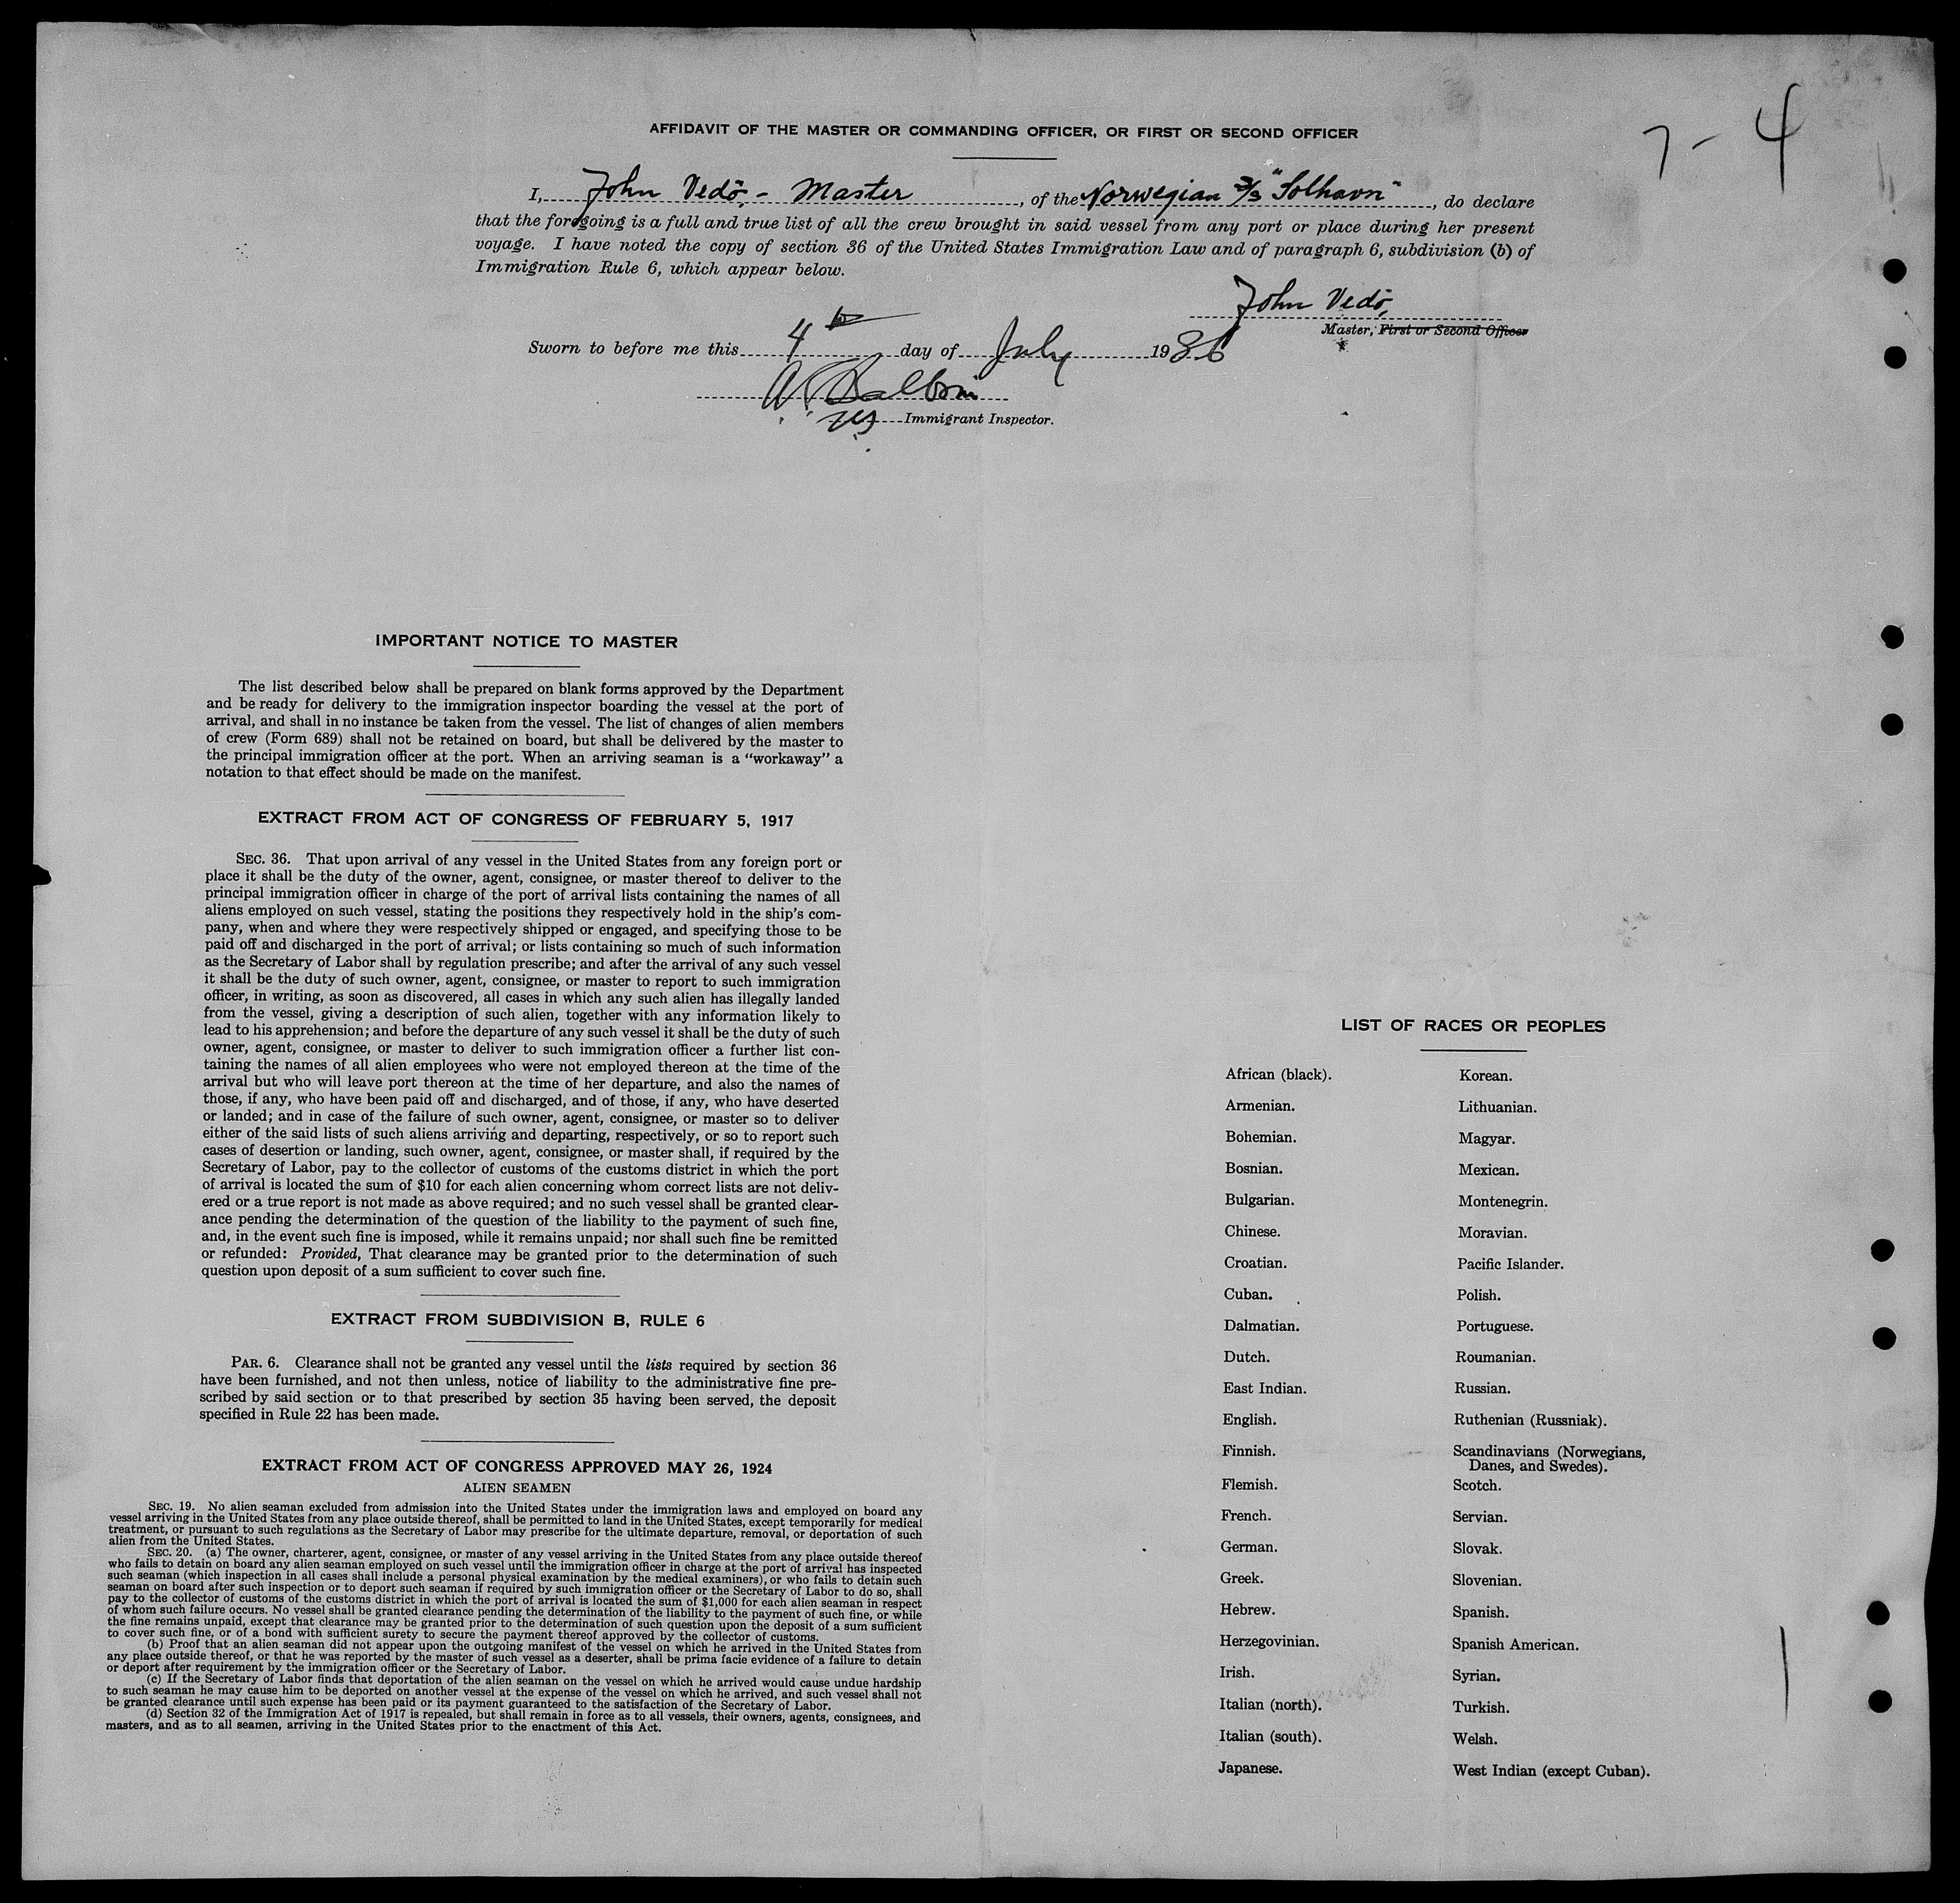 AFFIDAVIT OF THE MASTER OR COMMANDING OFFICER, OR FIRST OR SECOND OFFICER
7 - 4
I, John Vedö, - Master, of the Norwegian S/S "Solhavn", do declare
that the foregoing is a full and true list of all the crew brought in said vessel from any port or place during her present
voyage. I have noted the copy of section 36 of the United States Immigration Law and of paragraph 6, subdivision (b) of
Immigration Rule 6, which appear below.
John Vedö,
Master, First or Second Officer
Sworn to before me this 4th day of July 1936
Immigrant Inspector.
IMPORTANT NOTICE TO MASTER
The list described below shall be prepared on blank forms approved by the Department
and be ready for delivery to the immigration inspector boarding the vessel at the port of
arrival, and shall in no instance be taken from the vessel. The list of changes of alien members
of crew (Form 689) shall not be retained on board, but shall be delivered by the master to
the principal immigration officer at the port. When an arriving seaman is a "workaway" a
notation to that effect should be made on the manifest.
EXTRACT FROM ACT OF CONGRESS OF FEBRUARY 5, 1917
SEC. 36. That upon arrival of any vessel in the United States from any foreign port or
place it shall be the duty of the owner, agent, consignee, or master thereof to deliver to the
principal immigration officer in charge of the port of arrival lists containing the names of all
aliens employed on such vessel, stating the positions they respectively hold in the ship's com-
pany, when and where they were respectively shipped or engaged, and specifying those to be
paid off and discharged in the port of arrival; or lists containing so much of such information
as the Secretary of Labor shall by regulation prescribe; and after the arrival of any such vessel
it shall be the duty of such owner, agent, consignee, or master to report to such immigration
officer, in writing, as soon as discovered, all cases in which any such alien has illegally landed
from the vessel, giving a description of such alien, together with any information likely to
lead to his apprehension; and before the departure of any such vessel it shall be the duty of such
owner, agent, consignee, or master to deliver to such immigration officer a further list con-
taining the names of all alien employees who were not employed thereon at the time of the
arrival but who will leave port thereon at the time of her departure, and also the names of
those, if any, who have been paid off and discharged, and of those, if any, who have deserted
or landed; and in case of the failure of such owner, agent, consignee, or master so to deliver
either of the said lists of such aliens arriving and departing, respectively, or so to report such
cases of desertion or landing, such owner, agent, consignee, or master shall, if required by the
Secretary of Labor, pay to the collector of customs of the customs district in which the port
of arrival is located the sum of $10 for each alien concerning whom correct lists are not deliv-
ered or a true report is not made as above required; and no such vessel shall be granted clear-
ance pending the determination of the question of the liability to the payment of such fine,
and, in the event such fine is imposed, while it remains unpaid; nor shall such fine be remitted
or refunded: Provided, That clearance may be granted prior to the determination of such
question upon deposit of a sum sufficient to cover such fine.
EXTRACT FROM SUBDIVISION B, RULE 6
PAR. 6. Clearance shall not be granted any vessel until the lists required by section 36
have been furnished, and not then unless, notice of liability to the administrative fine pre-
scribed by said section or to that prescribed by section 35 having been served, the deposit
specified in Rule 22 has been made.
EXTRACT FROM ACT OF CONGRESS APPROVED MAY 26, 1924
ALIEN SEAMEN
SEC. 19. No alien seaman excluded from admission into the United States under the immigration laws and employed on board any
vessel arriving in the United States from any place outside thereof, shall be permitted to land in the United States, except temporarily for medical
treatment, or pursuant to such regulations as the Secretary of Labor may prescribe for the ultimate departure, removal, or deportation of such
alien from the United States.
SEC. 20. (a) The owner, charterer, agent, consignee, or master of any vessel arriving in the United States from any place outside thereof
who fails to detain on board any alien seaman employed on such vessel until the immigration officer in charge at the port of arrival has inspected
such seaman (which inspection in all cases shall include a personal physical examination by the medical examiners), or who fails to detain such
seaman on board after such inspection or to deport such seaman if required by such immigration officer or the Secretary of Labor to do so, shall
pay to the collector of customs of the customs district in which the port of arrival is located the sum of $1,000 for each alien seaman in respect
of whom such failure occurs. No vessel shall be granted clearance pending the determination of the liability to the payment of such fine, or while
the fine remains unpaid, except that clearance may be granted prior to the determination of such question upon the deposit of a sum sufficient
to cover such fine, or of a bond with sufficient surety to secure the payment thereof approved by the collector of customs.
(b) Proof that an alien seaman did not appear upon the outgoing manifest of the vessel on which he arrived in the United States from
any place outside thereof, or that he was reported by the master of such vessel as a deserter, shall be prima facie evidence of a failure to detain
or deport after requirement by the immigration officer or the Secretary of Labor.
(c) If the Secretary of Labor finds that deportation of the alien seaman on the vessel on which he arrived would cause undue hardship
to such seaman he may cause him to be deported on another vessel at the expense of the vessel on which he arrived, and such vessel shall not
be granted clearance until such expense has been paid or its payment guaranteed to the satisfaction of the Secretary of Labor.
(d) Section 32 of the Immigration Act of 1917 is repealed, but shall remain in force as to all vessels, their owners, agents, consignees, and
masters, and as to all seamen, arriving in the United States prior to the enactment of this Act.
LIST OF RACES OR PEOPLES
African (black).
Armenian.
Bohemian.
Bosnian.
Bulgarian.
Chinese.
Croatian.
Cuban.
Dalmatian.
Dutch.
East Indian.
English.
Finnish.
Flemish.
French.
German.
Greek.
Hebrew.
Herzegovinian.
Irish.
Italian (north).
Italian (south).
Japanese.
Korean.
Lithuanian.
Magyar.
Mexican.
Montenegrin.
Moravian.
Pacific Islander.
Polish.
Portuguese.
Roumanian.
Russian.
Ruthenian (Russniak).
Scandinavians (Norwegians,
Danes, and Swedes).
Scotch.
Servian.
Slovak.
Slovenian.
Spanish.
Spanish American.
Syrian.
Turkish.
Welsh.
West Indian (except Cuban).